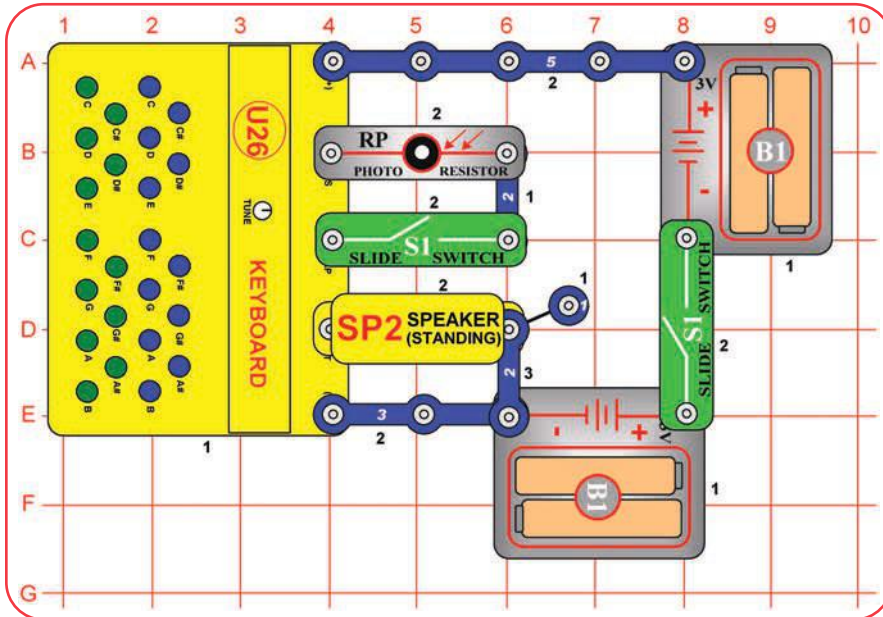 1 2 3 4 5 6 7 8 9 10
A
B
C
D
E
F
G
C
C#
D
D#
E
F
F#
G
G#
A
A#
B
C
C#
D
D#
E
F
F#
G
G#
A
A#
B
U26
TUNE
KEYBOARD
1
5
2
2
RP
PHOTO RESISTOR
2
1
2
S1
SLIDE SWITCH
2
SP2 SPEAKER
(STANDING)
1
1
2
3
3
2
3V
+
-
B1
1
S1
SLIDE SWITCH
2
-
+
B1
1